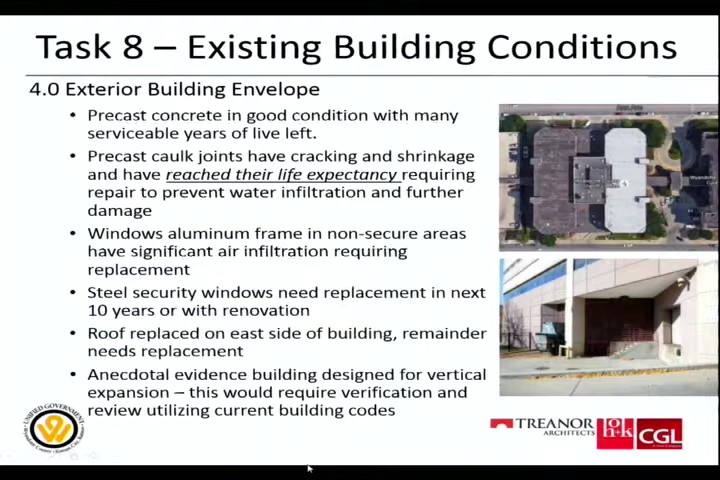 Task 8 – Existing Building Conditions
4.0 Exterior Building Envelope
• Precast concrete in good condition with many
serviceable years of live left.
• Precast caulk joints have cracking and shrinkage
and have reached their life expectancy requiring
repair to prevent water infiltration and further
damage
• Windows aluminum frame in non-secure areas
have significant air infiltration requiring
replacement
• Steel security windows need replacement in next
10 years or with renovation
• Roof replaced on east side of building, remainder
needs replacement
• Anecdotal evidence building designed for vertical
expansion – this would require verification and
review utilizing current building codes
UNIFIED GOVERNMENT
TREANOR
ARCHITECTS
CGL